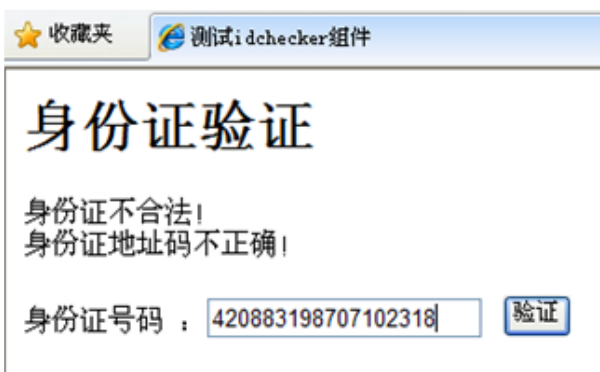 收藏夹 测试idchecker组件
身份证验证
身份证不合法!
身份证地址码不正确!
身份证号码 : 420883198707102318 验证